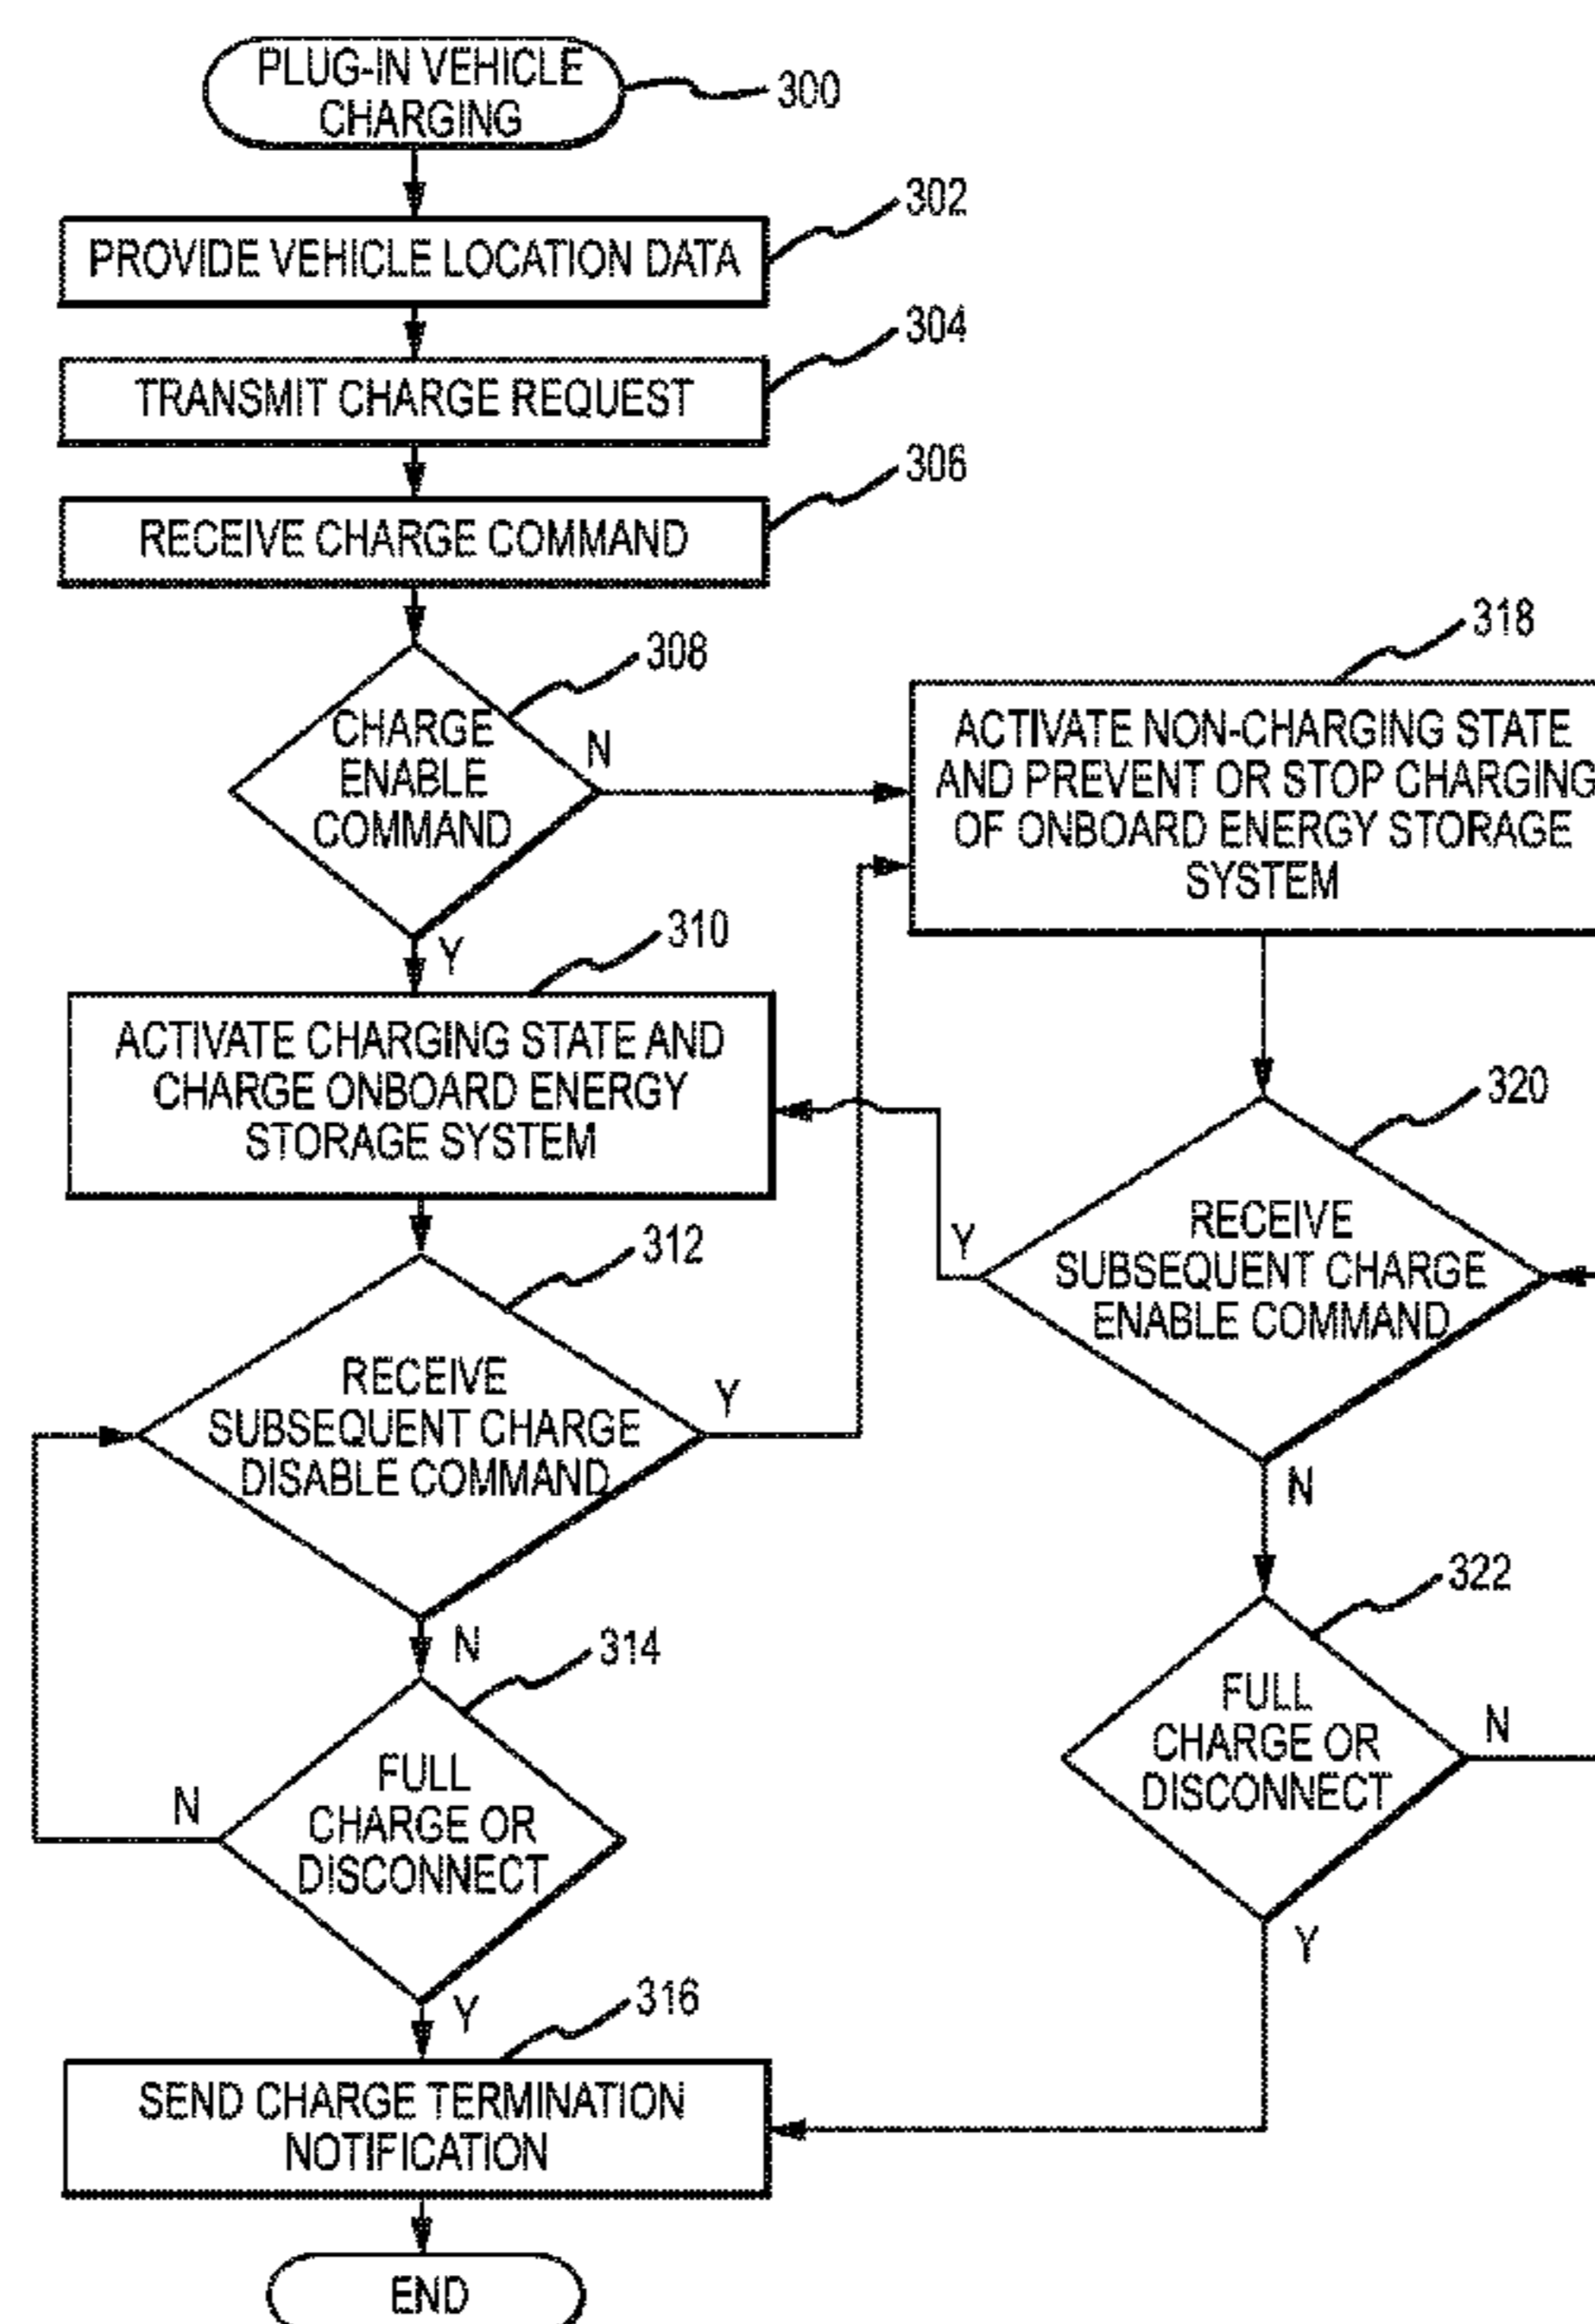 PLUG-IN VEHICLE
CHARGING
300
302
PROVIDE VEHICLE LOCATION DATA
304
TRANSMIT CHARGE REQUEST
306
RECEIVE CHARGE COMMAND
308
CHARGE
ENABLE
COMMAND
N
Y
318
ACTIVATE NON-CHARGING STATE
AND PREVENT OR STOP CHARGING
OF ONBOARD ENERGY STORAGE
SYSTEM
310
ACTIVATE CHARGING STATE AND
CHARGE ONBOARD ENERGY
STORAGE SYSTEM
320
RECEIVE
SUBSEQUENT CHARGE
ENABLE COMMAND
Y
N
312
RECEIVE
SUBSEQUENT CHARGE
DISABLE COMMAND
Y
N
322
FULL
CHARGE OR
DISCONNECT
N
Y
314
FULL
CHARGE OR
DISCONNECT
N
Y
316
SEND CHARGE TERMINATION
NOTIFICATION
END